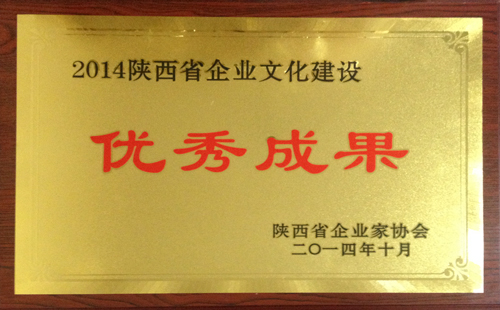 2014陕西省企业文化建设
优秀成果
陕西省企业家协会
二〇一四年十月